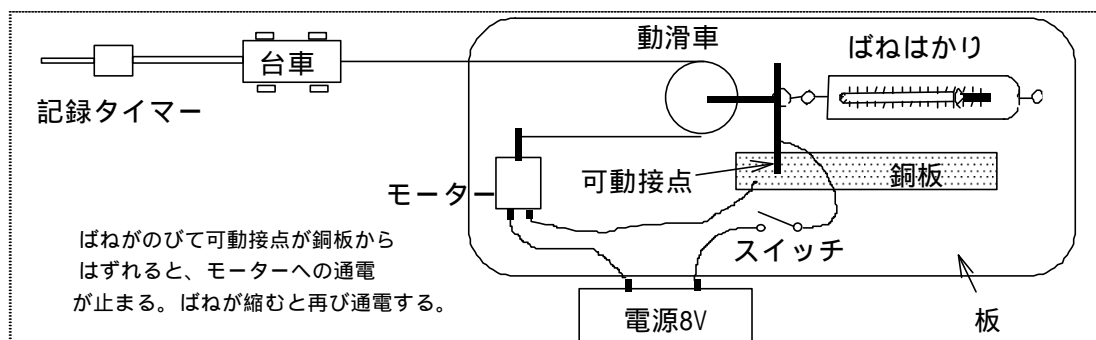 動滑車
ばねはかり
台車
記録タイマー
モーター
可動接点
銅板
スイッチ
ばねがのびて可動接点が銅板から
はずれると、モーターへの通電
が止まる。ばねが縮むと再び通電する。
電源8V
板